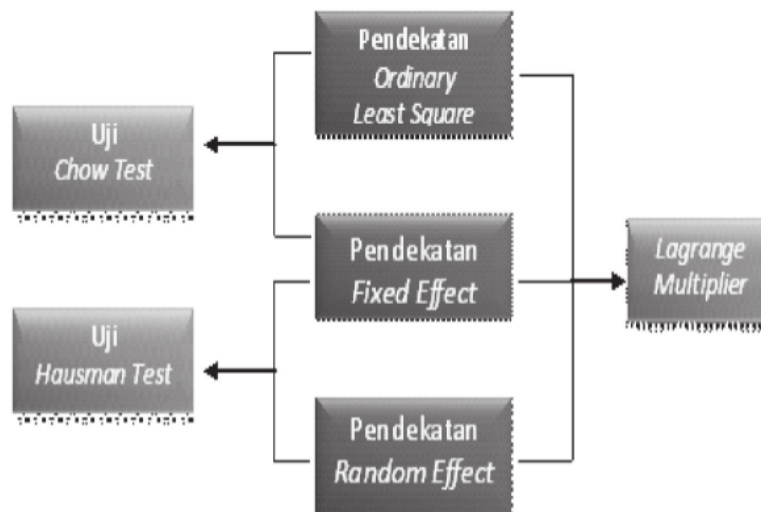 Pendekatan
Ordinary
Least Square
Uji
Chow Test
Pendekatan
Fixed Effect
Lagrange
Multiplier
Uji
Hausman Test
Pendekatan
Random Effect